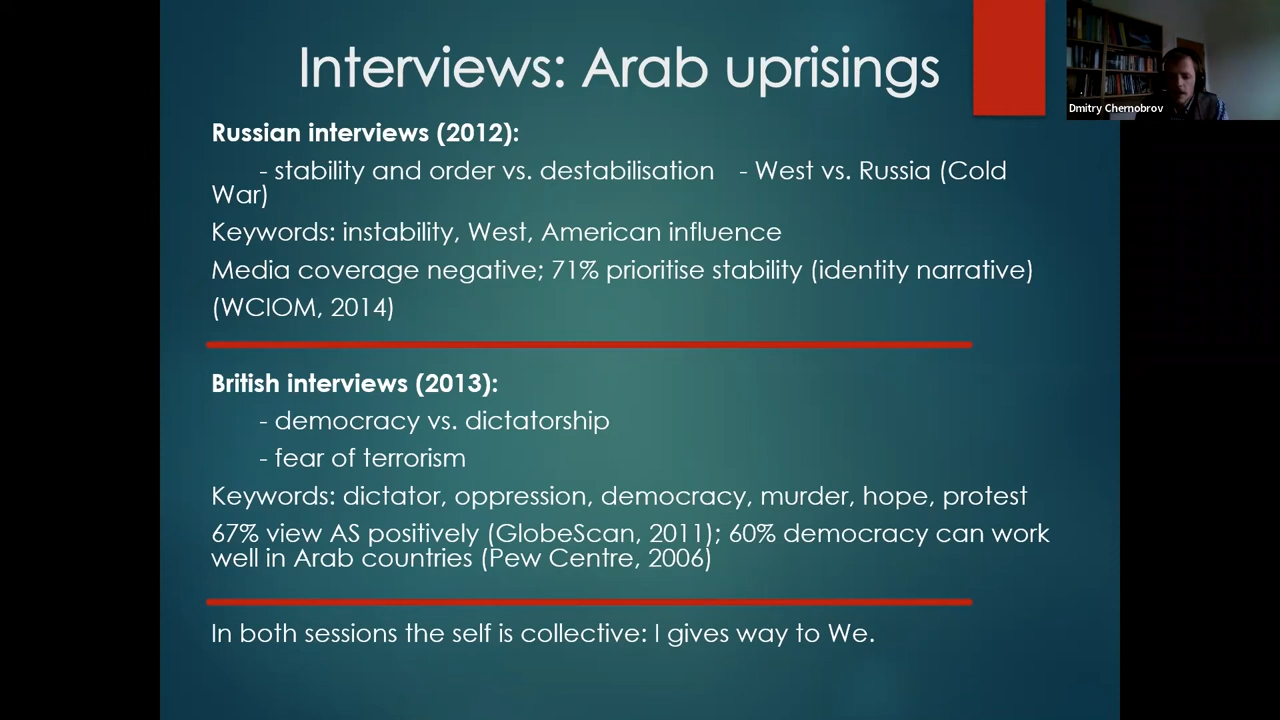 Interviews: Arab uprisings
Dmitry Chernobrov
Russian interviews (2012):
- stability and order vs. destabilisation - West vs. Russia (Cold
War)
Keywords: instability, West, American influence
Media coverage negative; 71% prioritise stability (identity narrative)
(WCIOM, 2014)
British interviews (2013):
- democracy vs. dictatorship
- fear of terrorism
Keywords: dictator, oppression, democracy, murder, hope, protest
67% view AS positively (GlobeScan, 2011); 60% democracy can work
well in Arab countries (Pew Centre, 2006)
In both sessions the self is collective: I gives way to We.